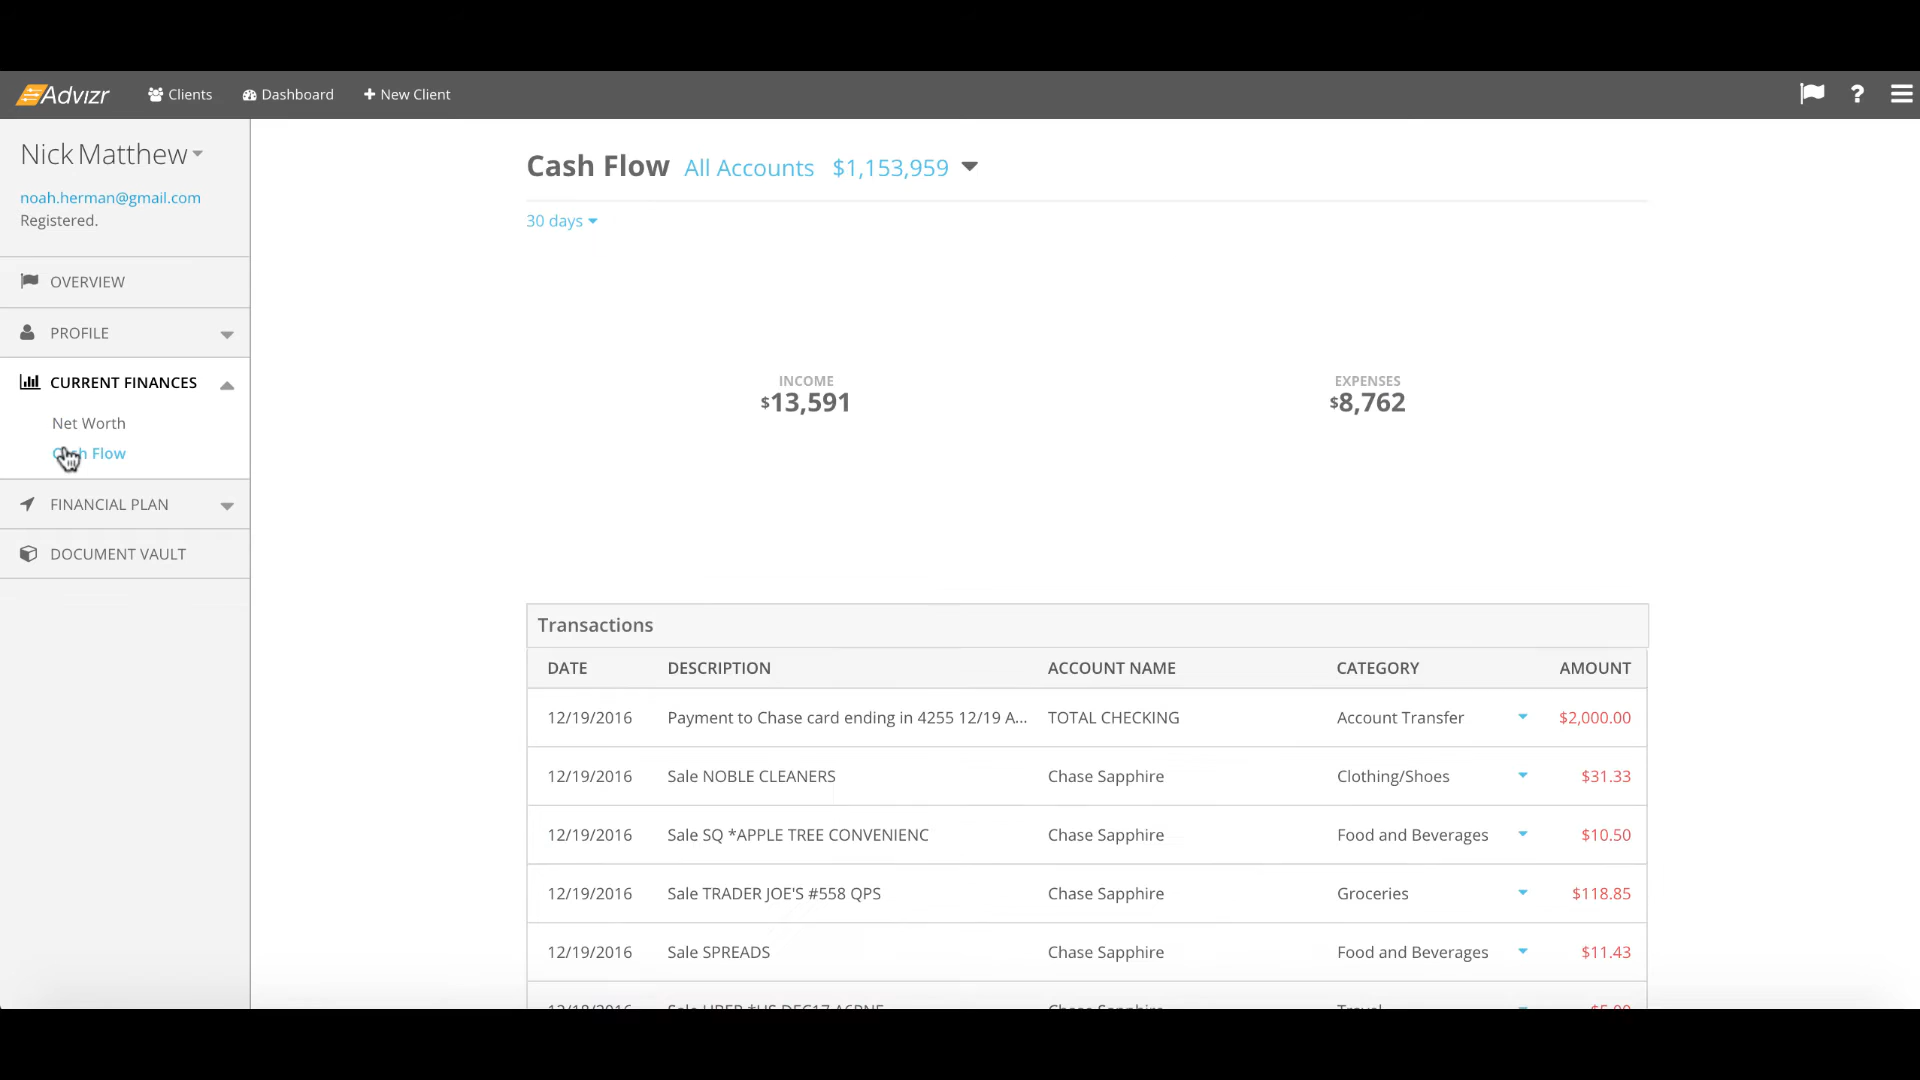 Advizr Clients Dashboard + New Client ?
Nick Matthew
noah.herman@gmail.com
Registered.
OVERVIEW
PROFILE
CURRENT FINANCES
Net Worth
Cash Flow
FINANCIAL PLAN
DOCUMENT VAULT
Cash Flow All Accounts $1,153,959
30 days
INCOME
$13,591
EXPENSES
$8,762
Transactions
DATE DESCRIPTION ACCOUNT NAME CATEGORY AMOUNT
12/19/2016 Payment to Chase card ending in 4255 12/19 A... TOTAL CHECKING Account Transfer $2,000.00
12/19/2016 Sale NOBLE CLEANERS Chase Sapphire Clothing/Shoes $31.33
12/19/2016 Sale SQ *APPLE TREE CONVENIENC Chase Sapphire Food and Beverages $10.50
12/19/2016 Sale TRADER JOE'S #558 QPS Chase Sapphire Groceries $118.85
12/19/2016 Sale SPREADS Chase Sapphire Food and Beverages $11.43
Chase Sapphire Travel